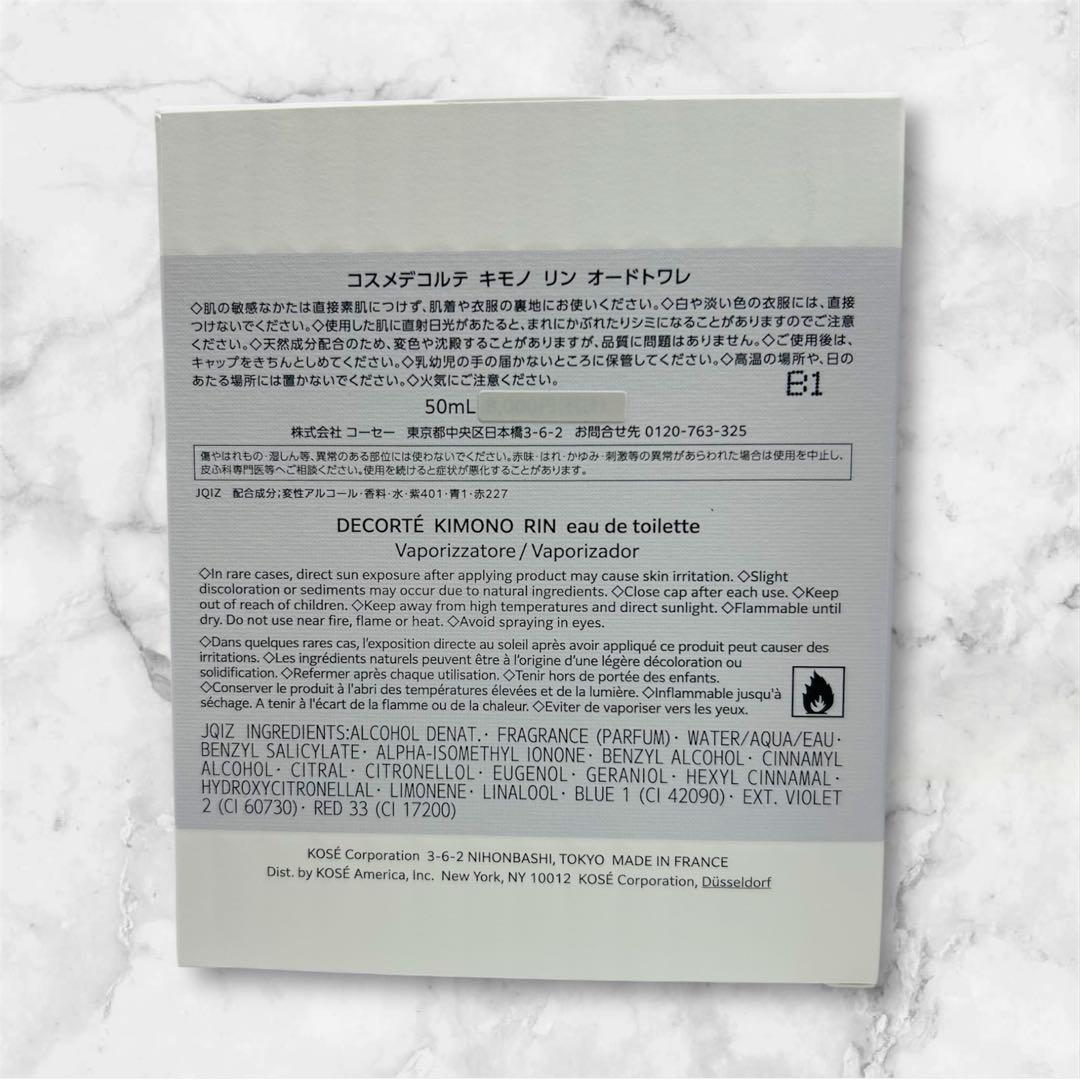 コスメデコルテ キモノ リン オードトワレ
◇肌の敏感なかたは直接素肌につけず、肌着や衣服の裏地にお使いください。◇白や淡い色の衣服には、直接
つけないでください。◇使用した肌に直射日光があたると、まれにかぶれたりシミになることがありますのでご注意
ください。◇天然成分配合のため、変色や沈殿することがありますが、品質に問題はありません。◇ご使用後は、
キャップをきちんとしめてください。◇乳幼児の手の届かないところに保管してください。◇高温の場所や、日の
あたる場所には置かないでください。◇火気にご注意ください。
B1
50mL
株式会社 コーセー 東京都中央区日本橋3-6-2 お問合せ先 0120-763-325
傷やはれもの・湿しん等、異常のある部位には使わないでください。赤味・はれ・かゆみ・刺激等の異常があらわれた場合は使用を中止し、
皮ふ科専門医等へご相談ください。使用を続けると症状が悪化することがあります。
JQIZ 配合成分;変性アルコール・香料・水・紫401・青1・赤227
DECORTÉ KIMONO RIN eau de toilette
Vaporizzatore / Vaporizador
◇In rare cases, direct sun exposure after applying product may cause skin irritation. ◇Slight
discoloration or sediments may occur due to natural ingredients. ◇Close cap after each use. ◇Keep
out of reach of children. ◇Keep away from high temperatures and direct sunlight. ◇Flammable until
dry. Do not use near fire, flame or heat. ◇Avoid spraying in eyes.
◇Dans quelques rares cas, l'exposition directe au soleil après avoir appliqué ce produit peut causer des
irritations. ◇Les ingrédients naturels peuvent être à l'origine d'une légère décoloration ou
solidification. ◇Refermer après chaque utilisation. ◇Tenir hors de portée des enfants.
◇Conserver le produit à l'abri des températures élevées et de la lumière. ◇Inflammable jusqu'à
séchage. A tenir à l'écart de la flamme ou de la chaleur. ◇Eviter de vaporiser vers les yeux.
JQIZ INGREDIENTS:ALCOHOL DENAT.· FRAGRANCE (PARFUM)· WATER/AQUA/EAU·
BENZYL SALICYLATE· ALPHA-ISOMETHYL IONONE· BENZYL ALCOHOL· CINNAMYL
ALCOHOL· CITRAL· CITRONELLOL· EUGENOL· GERANIOL· HEXYL CINNAMAL·
HYDROXYCITRONELLAL· LIMONENE· LINALOOL· BLUE 1 (CI 42090)· EXT. VIOLET
2 (CI 60730)· RED 33 (CI 17200)
KOSÉ Corporation 3-6-2 NIHONBASHI, TOKYO MADE IN FRANCE
Dist. by KOSÉ America, Inc. New York, NY 10012 KOSÉ Corporation, Düsseldorf